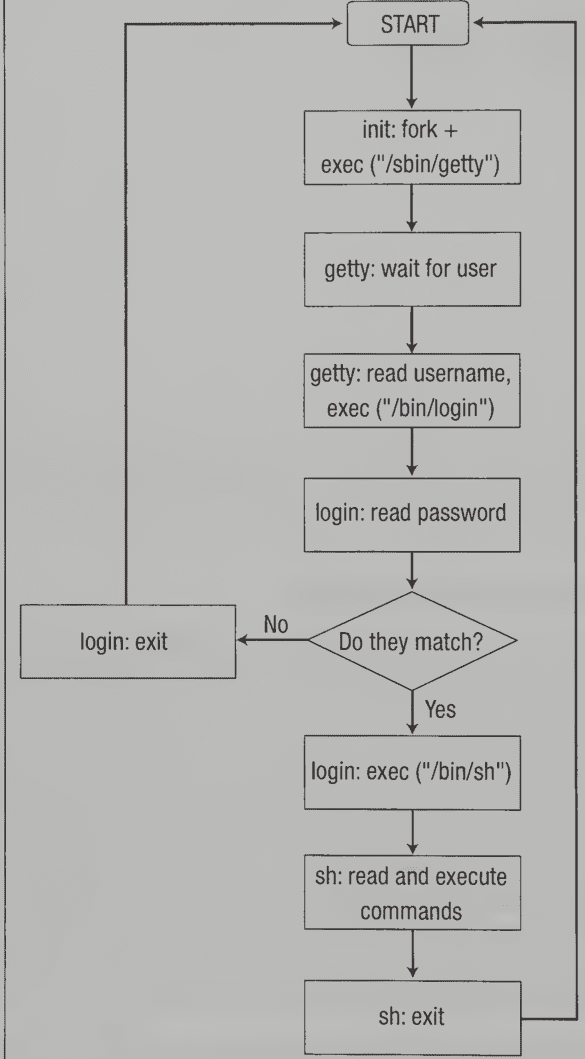 START
init: fork +
exec ("/sbin/getty")
getty: wait for user
getty: read username,
exec ("/bin/login")
login: read password
Do they match?
No
login: exit
Yes
login: exec ("/bin/sh")
sh: read and execute
commands
sh: exit